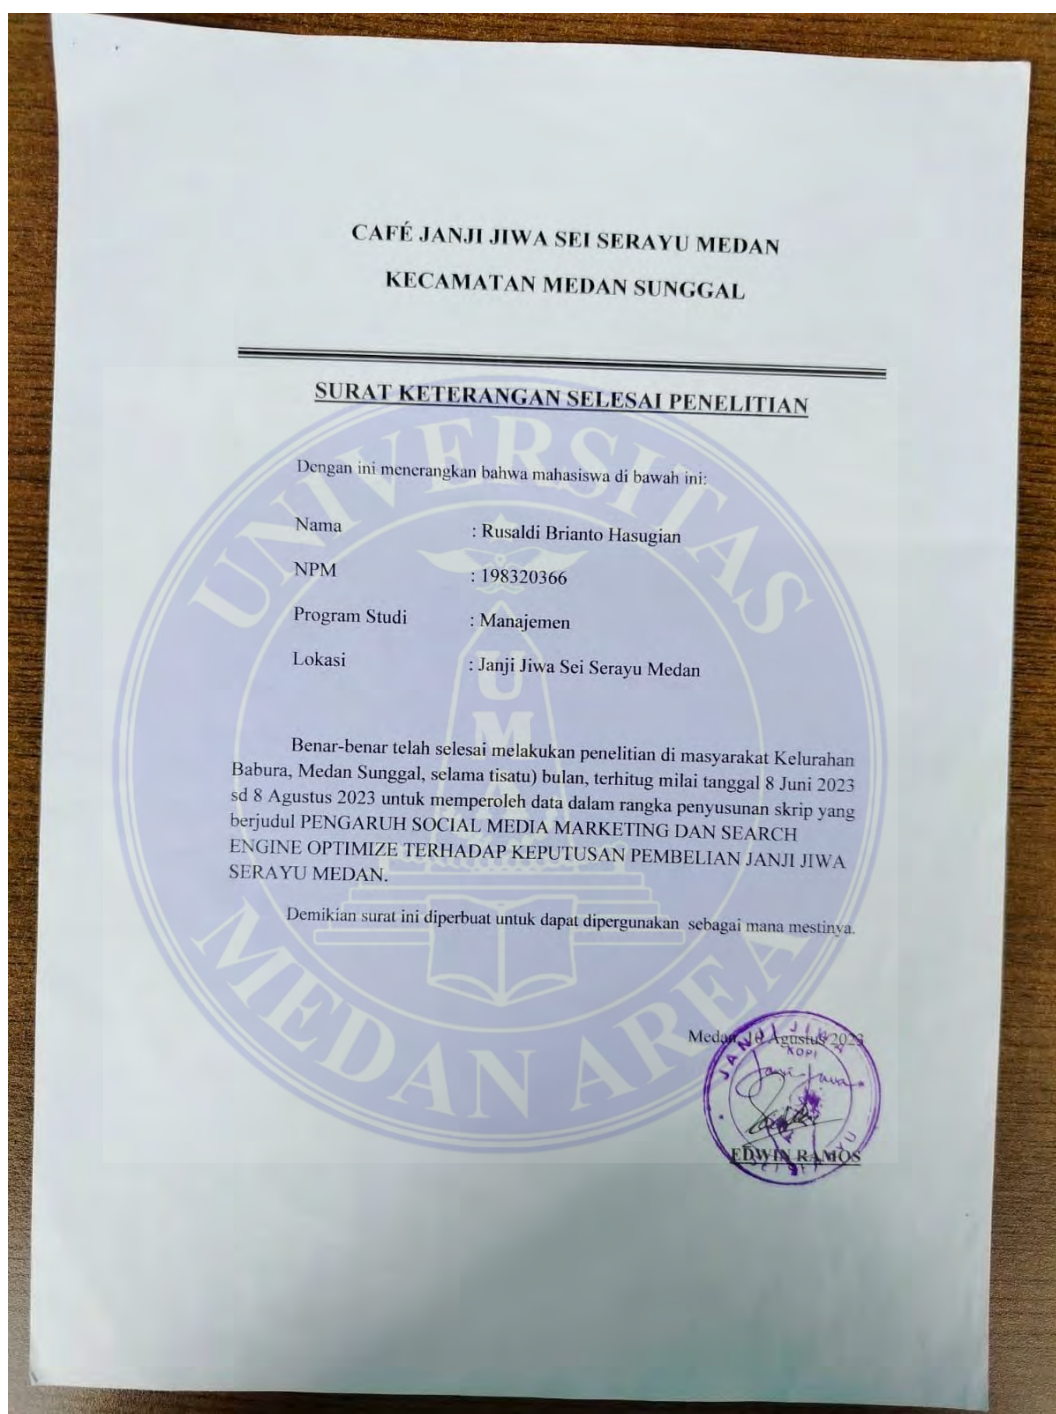 CAFÉ JANJI JIWA SEI SERAYU MEDAN
KECAMATAN MEDAN SUNGGAL
SURAT KETERANGAN SELESAI PENELITIAN
Dengan ini menerangkan bahwa mahasiswa di bawah ini:
Nama : Rusaldi Brianto Hasugian
NPM : 198320366
Program Studi : Manajemen
Lokasi : Janji Jiwa Sei Serayu Medan
Benar-benar telah selesai melakukan penelitian di masyarakat Kelurahan
Babura, Medan Sunggal, selama tisatu) bulan, terhitug milai tanggal 8 Juni 2023
sd 8 Agustus 2023 untuk memperoleh data dalam rangka penyusunan skrip yang
berjudul PENGARUH SOCIAL MEDIA MARKETING DAN SEARCH
ENGINE OPTIMIZE TERHADAP KEPUTUSAN PEMBELIAN JANJI JIWA
SERAYU MEDAN.
Demikian surat ini diperbuat untuk dapat dipergunakan sebagai mana mestinya.
Medan, Agustus 2023
JANJI JIWA
KOPI
SEI SERAYU
EDWIN RAMOS
UNIVERSITAS
UMA
MEDAN AREA